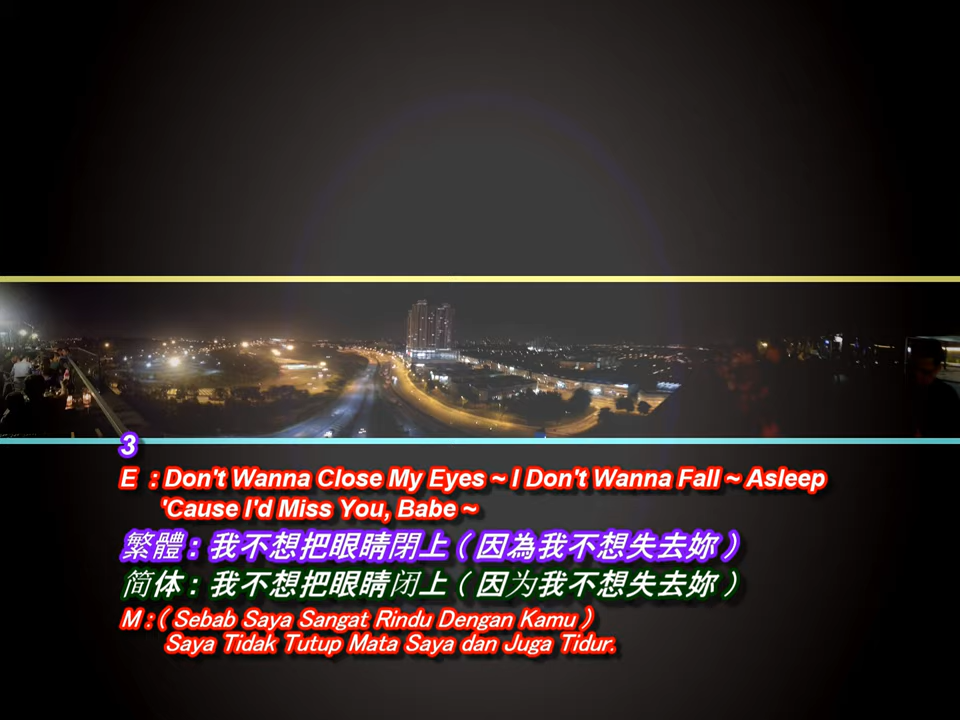 3
E : Don't Wanna Close My Eyes ~ I Don't Wanna Fall ~ Asleep
'Cause I'd Miss You, Babe ~
繁體 : 我不想把眼睛閉上 ( 因為我不想失去妳 )
简体 : 我不想把眼睛闭上 ( 因为我不想失去妳 )
M : ( Sebab Saya Sangat Rindu Dengan Kamu )
Saya Tidak Tutup Mata Saya dan Juga Tidur.